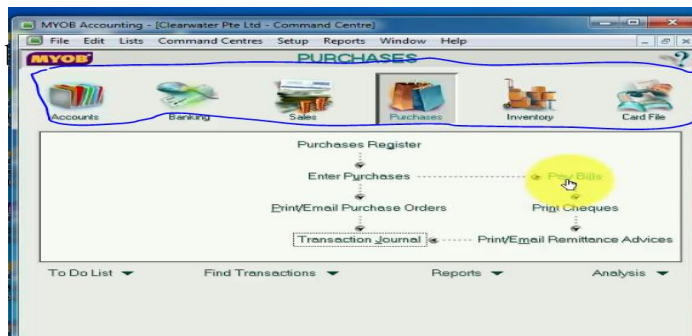 MYOB Accounting - [Clearwater Pte Ltd - Command Centre]
File Edit Lists Command Centres Setup Reports Window Help
MYOB PURCHASES ?
Accounts Banking Sales Purchases Inventory Card File
Purchases Register
Enter Purchases Pay Bills
Print/Email Purchase Orders Print Cheques
Transaction Journal Print/Email Remittance Advices
To Do List Find Transactions Reports Analysis